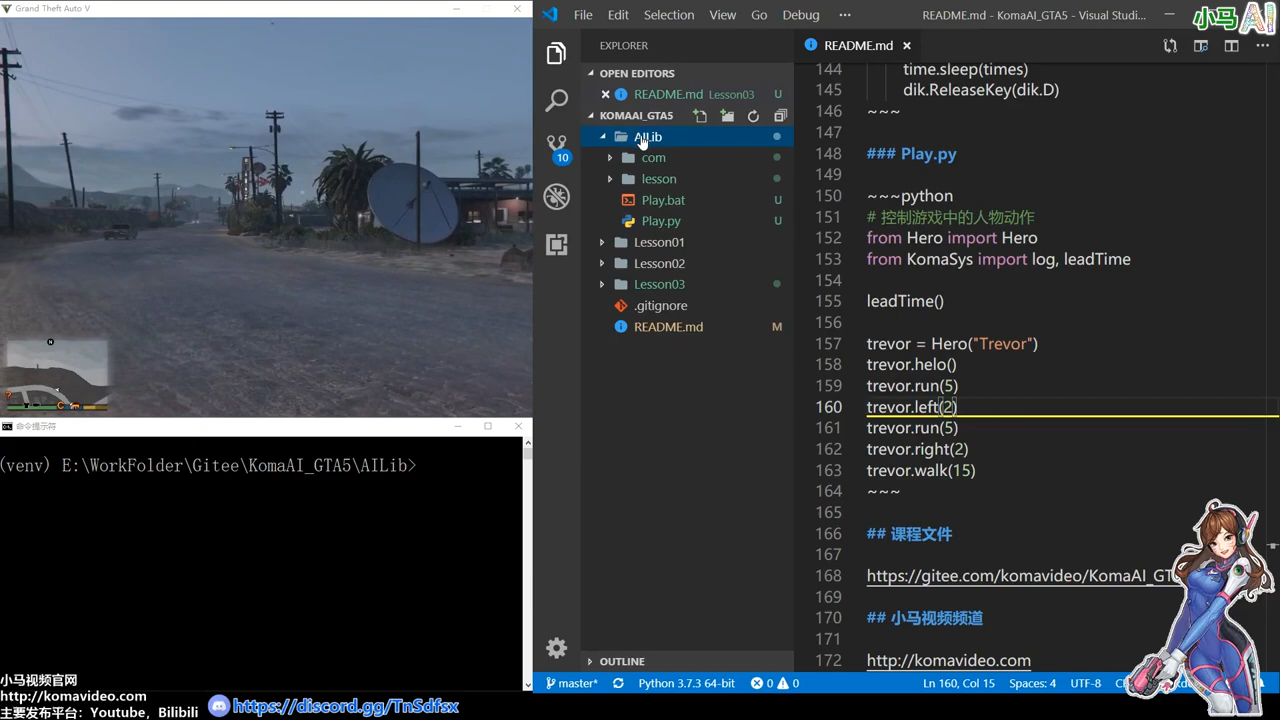 Grand Theft Auto V
命令提示符
(venv) E:\WorkFolder\Gitee\KomaAI_GTA5\AILib>
小马视频官网
http://komavideo.com
主要发布平台：Youtube，Bilibili
https://discord.gg/TnSdfsx
File Edit Selection View Go Debug ···
README.md - KomaAI_GTA5 - Visual Studi...
小马AI
EXPLORER
OPEN EDITORS
README.md Lesson03 U
KOMAAI_GTA5
AILib
com
lesson
Play.bat U
Play.py U
Lesson01
Lesson02
Lesson03
.gitignore
README.md M
OUTLINE
10
README.md
144 time.sleep(times)
145 dik.ReleaseKey(dik.D)
146 ~~~
147
148 ### Play.py
149
150 ~~~python
151 # 控制游戏中的人物动作
152 from Hero import Hero
153 from KomaSys import log, leadTime
154
155 leadTime()
156
157 trevor = Hero("Trevor")
158 trevor.helo()
159 trevor.run(5)
160 trevor.left(2)
161 trevor.run(5)
162 trevor.right(2)
163 trevor.walk(15)
164 ~~~
165
166 ## 课程文件
167
168 https://gitee.com/komavideo/KomaAI_GT
169
170 ## 小马视频频道
171
172 http://komavideo.com
master* Python 3.7.3 64-bit 0 0 Ln 160, Col 15 Spaces: 4 UTF-8